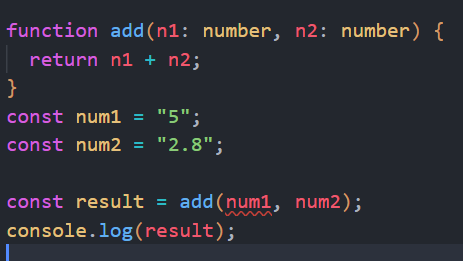 function add(n1: number, n2: number) {
  return n1 + n2;
}
const num1 = "5";
const num2 = "2.8";

const result = add(num1, num2);
console.log(result);